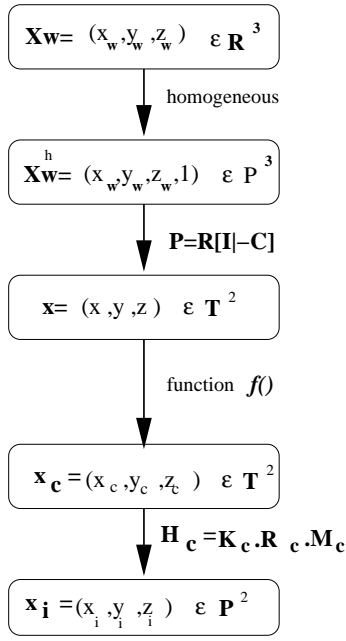 Xw= (x_w,y_w,z_w) ε R^3
homogeneous
Xw^h= (x_w,y_w,z_w,1) ε P^3
P=R[I|−C]
x= (x,y,z) ε T^2
function f()
x_c=(x_c,y_c,z_c) ε T^2
H_c=K_c.R_c.M_c
x_i=(x_i,y_i,z_i) ε P^2